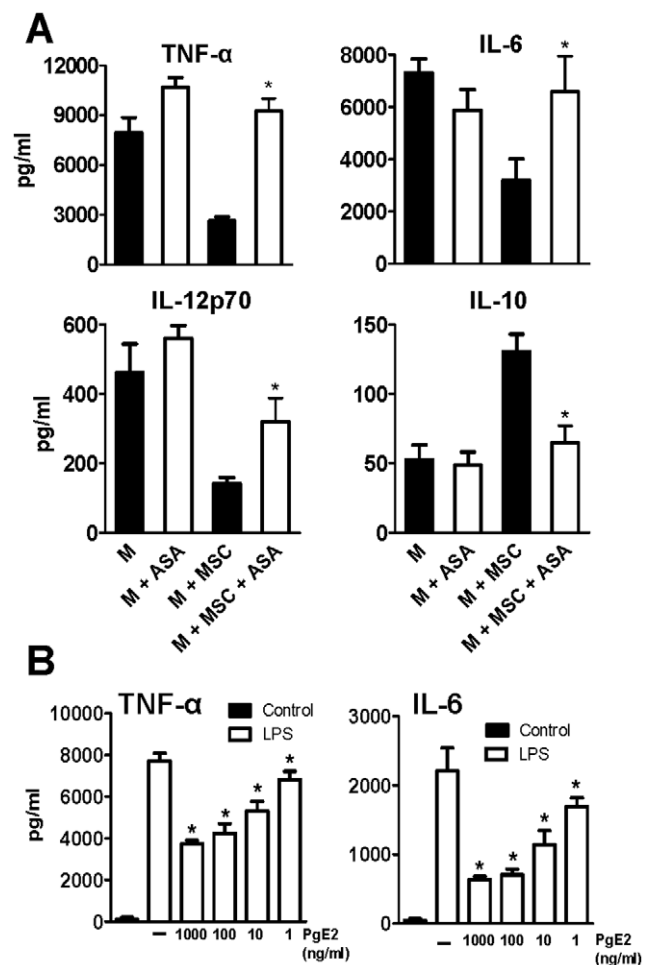 A
TNF-α
pg/ml
12000
9000
6000
3000
0
*
IL-6
8000
6000
4000
2000
0
*
IL-12p70
pg/ml
600
400
200
0
*
M
M + ASA
M + MSC
M + MSC + ASA
IL-10
150
100
50
0
*
M
M + ASA
M + MSC
M + MSC + ASA
B
TNF-α
Control
LPS
pg/ml
10000
8000
6000
4000
2000
0
* * * *
– 1000 100 10 1 PgE2
(ng/ml)
IL-6
Control
LPS
3000
2000
1000
0
* * * *
– 1000 100 10 1 PgE2
(ng/ml)